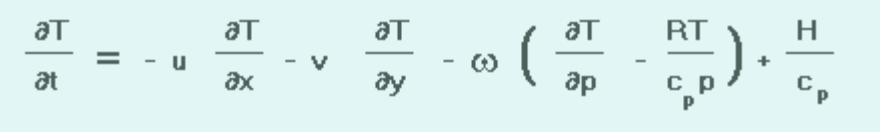 ∂T/∂t = - u ∂T/∂x - v ∂T/∂y - ω ( ∂T/∂p - RT/c_p p ) + H/c_p